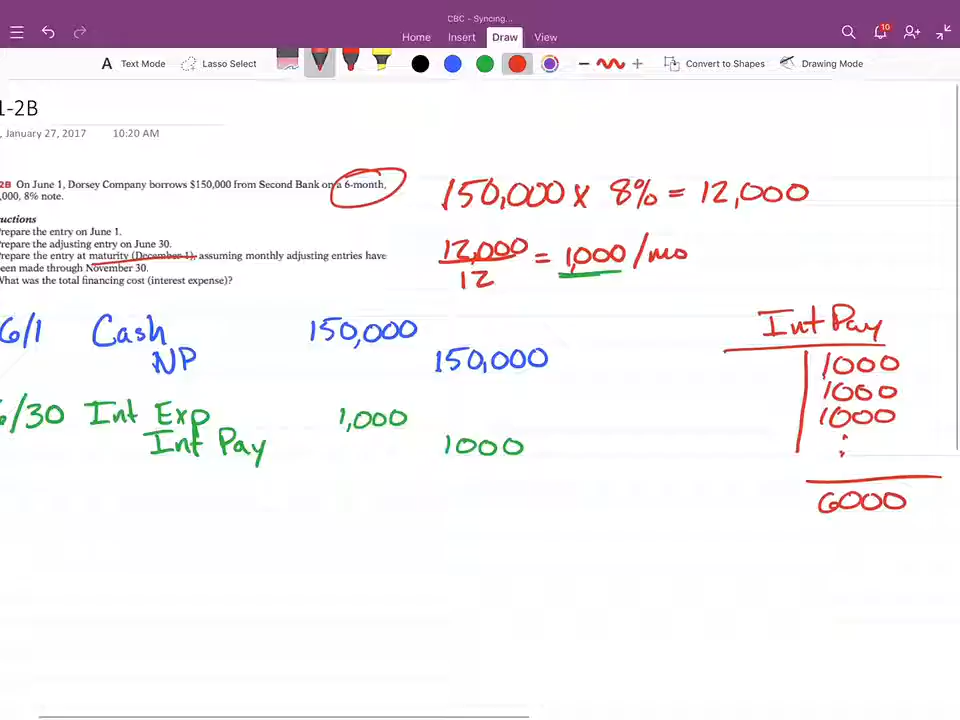 CBC - Syncing...
Home Insert Draw View
10
A Text Mode Lasso Select Convert to Shapes Drawing Mode
1-2B
, January 27, 2017 10:20 AM
2B On June 1, Dorsey Company borrows $150,000 from Second Bank on a 6-month,
,000, 8% note.
uctions
repare the entry on June 1.
repare the adjusting entry on June 30.
repare the entry at maturity (December 1), assuming monthly adjusting entries have
een made through November 30.
What was the total financing cost (interest expense)?
150,000 x 8% = 12,000
12,000
12
= 1,000 /mo
6/1 Cash 150,000
NP 150,000
6/30 Int Exp 1,000
Int Pay 1000
Int Pay
1000
1000
1000
:
6000